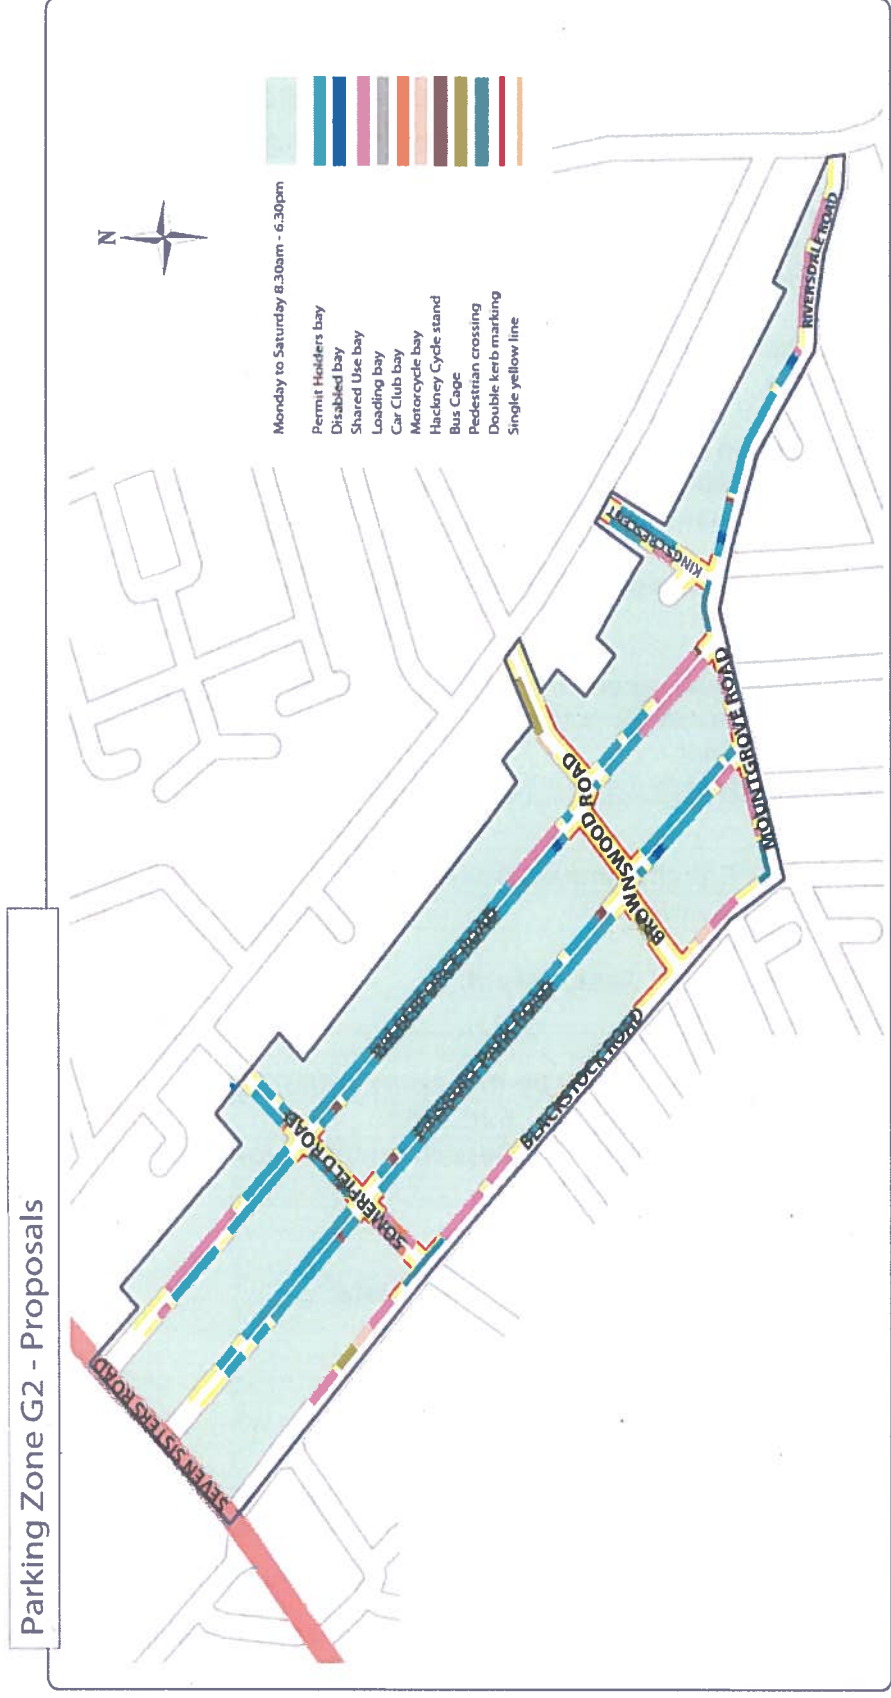 Parking Zone G2 - Proposals
N
Monday to Saturday 8.30am - 6.30pm
Permit Holders bay
Disabled bay
Shared Use bay
Loading bay
Car Club bay
Motorcycle bay
Hackney Cycle stand
Bus Cage
Pedestrian crossing
Double kerb marking
Single yellow line
SEVEN SISTERS ROAD
SOMERFIELD ROAD
BLACKSTOCK ROAD
BROWNSWOOD ROAD
MOUNTGROVE ROAD
KINGS CRESCENT
RIVERSDALE ROAD